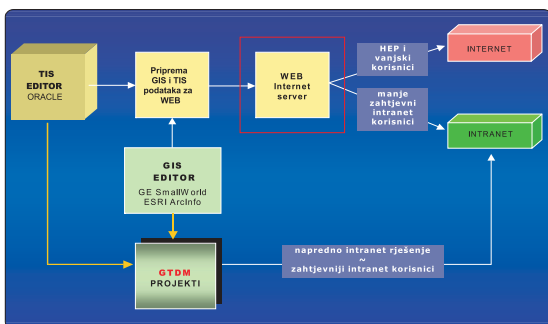 TIS
EDITOR
ORACLE
Priprema
GIS i TIS
podataka za
WEB
WEB
Internet
server
HEP i
vanjski
korisnici
INTERNET
manje
zahtjevni
intranet
korisnici
INTRANET
GIS
EDITOR
GE SmallWorld
ESRI ArcInfo
GTDM
PROJEKTI
napredno intranet rješenje
~
zahtjevniji intranet korisnici